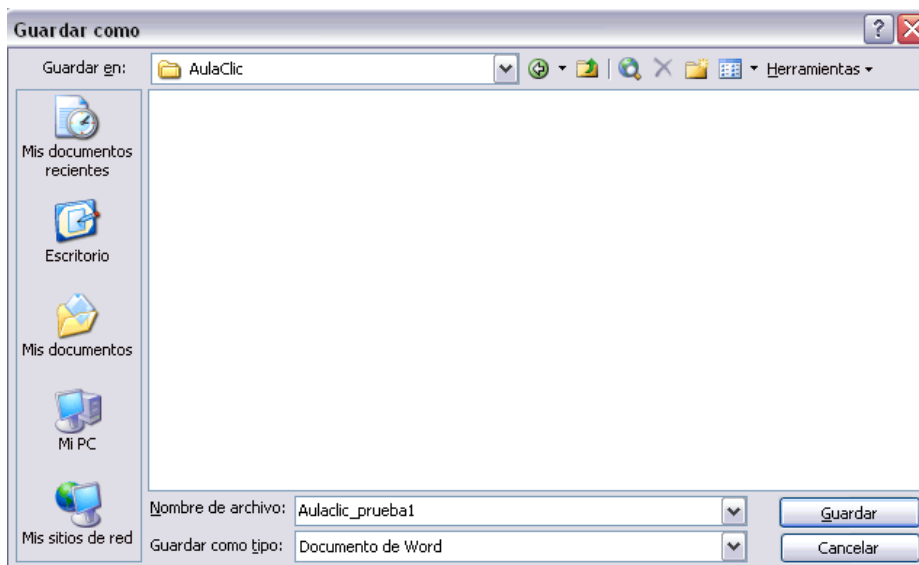 Guardar como
Guardar en:
AulaClic
Herramientas
Mis documentos
recientes
Escritorio
Mis documentos
Mi PC
Mis sitios de red
Nombre de archivo:
Aulaclic_prueba1
Guardar
Guardar como tipo:
Documento de Word
Cancelar